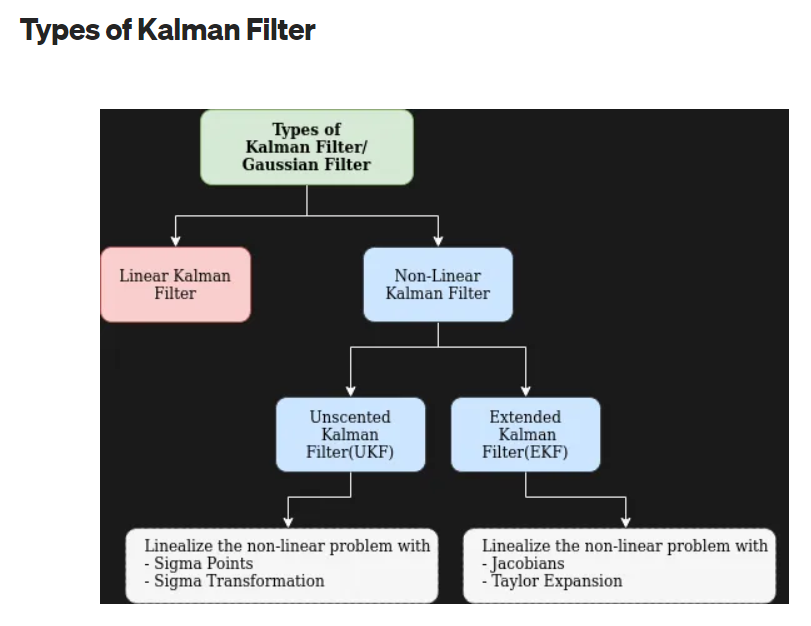 Types of Kalman Filter
Types of
Kalman Filter/
Gaussian Filter
Linear Kalman
Filter
Non-Linear
Kalman Filter
Unscented
Kalman
Filter(UKF)
Extended
Kalman
Filter(EKF)
Linealize the non-linear problem with
- Sigma Points
- Sigma Transformation
Linealize the non-linear problem with
- Jacobians
- Taylor Expansion